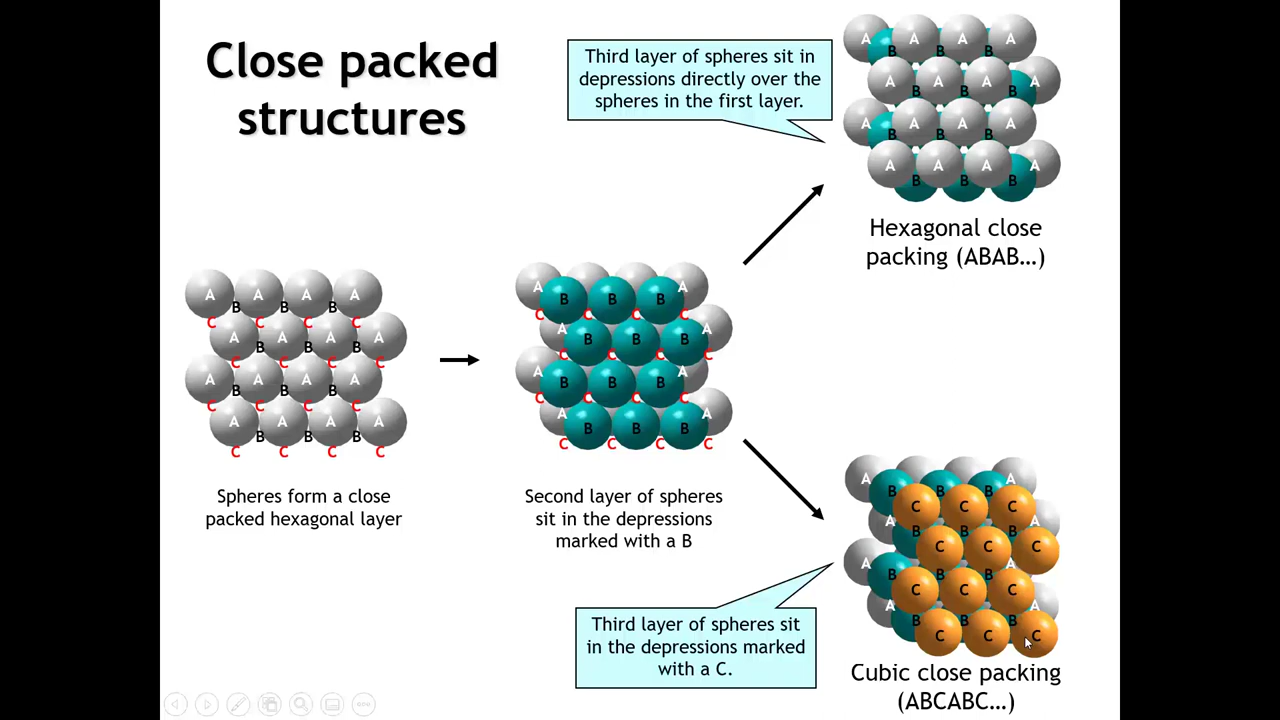 Close packed
structures
Third layer of spheres sit in
depressions directly over the
spheres in the first layer.
A A A A
B B B
A A A A
B B B
A A A A
B B B
A A A A
B B B
Hexagonal close
packing (ABAB...)
A A A A
B B B
C C C C
A A A A
B B B
C C C C
A A A A
B B B
C C C C
A A A A
B B B
C C C C
Spheres form a close
packed hexagonal layer
A A
B B B
C C C C
A A
B B B
C C C C
A A
B B B
C C C C
A A
B B B
C C C C
Second layer of spheres
sit in the depressions
marked with a B
A A
B B B
C C C
A A
B B B
C C C
A A
B B B
C C C
A A
B B B
C C C
Third layer of spheres sit
in the depressions marked
with a C.
Cubic close packing
(ABCABC...)